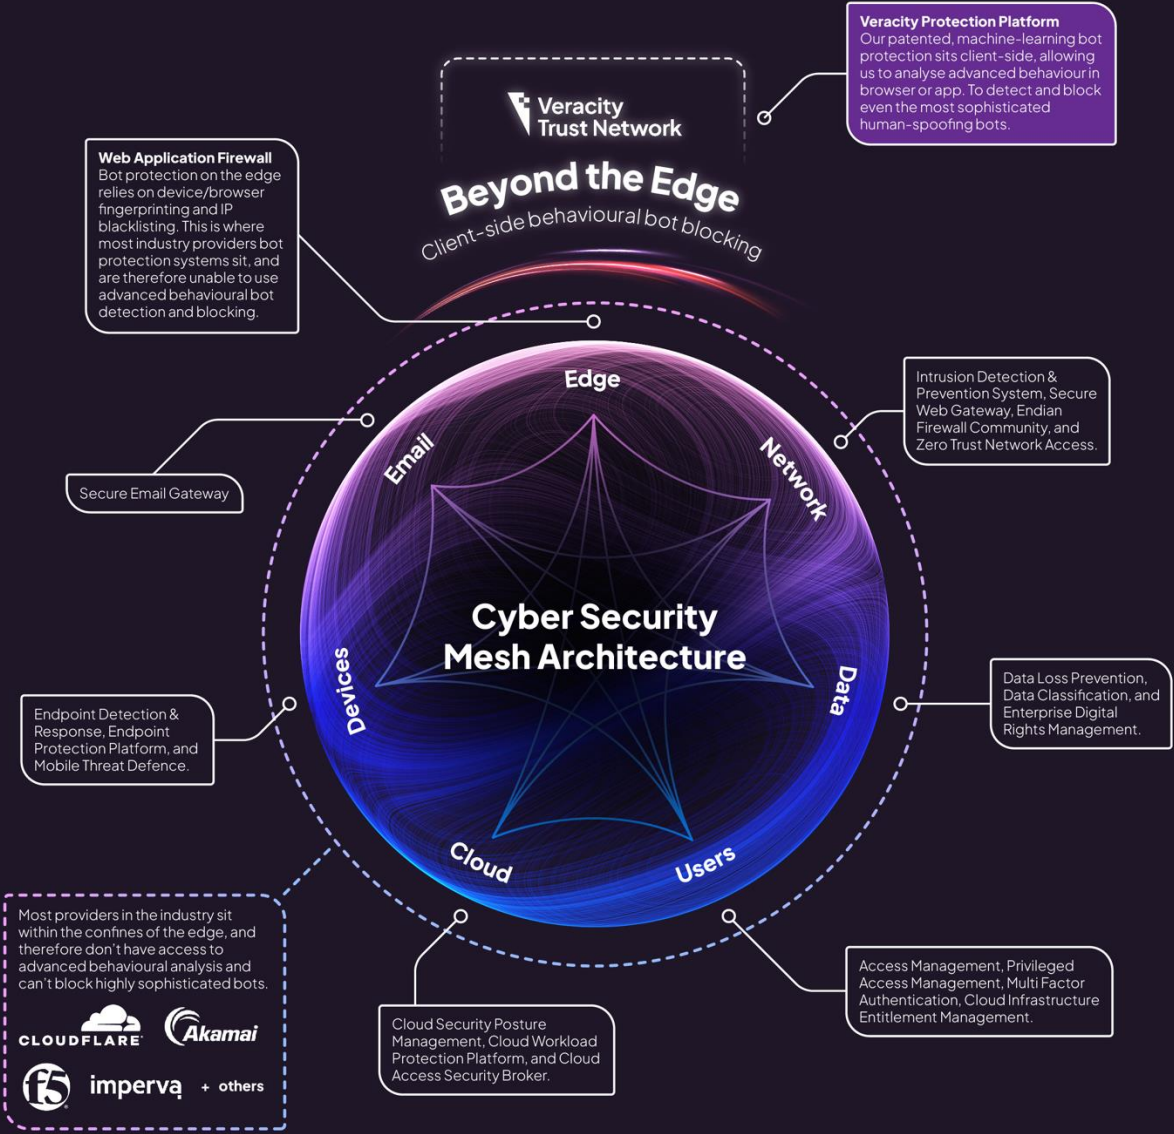 Veracity Protection Platform
Our patented, machine-learning bot
protection sits client-side, allowing
us to analyse advanced behaviour in
browser or app. To detect and block
even the most sophisticated
human-spoofing bots.
Veracity
Trust Network
Beyond the Edge
Client-side behavioural bot blocking
Web Application Firewall
Bot protection on the edge
relies on device/browser
fingerprinting and IP
blacklisting. This is where
most industry providers bot
protection systems sit, and
are therefore unable to use
advanced behavioural bot
detection and blocking.
Edge
Email
Network
Intrusion Detection &
Prevention System, Secure
Web Gateway, Endian
Firewall Community, and
Zero Trust Network Access.
Secure Email Gateway
Cyber Security
Mesh Architecture
Devices
Data
Endpoint Detection &
Response, Endpoint
Protection Platform, and
Mobile Threat Defence.
Data Loss Prevention,
Data Classification, and
Enterprise Digital
Rights Management.
Cloud
Users
Most providers in the industry sit
within the confines of the edge, and
therefore don't have access to
advanced behavioural analysis and
can't block highly sophisticated bots.
CLOUDFLARE
Akamai
f5
imperva
+ others
Cloud Security Posture
Management, Cloud Workload
Protection Platform, and Cloud
Access Security Broker.
Access Management, Privileged
Access Management, Multi Factor
Authentication, Cloud Infrastructure
Entitlement Management.